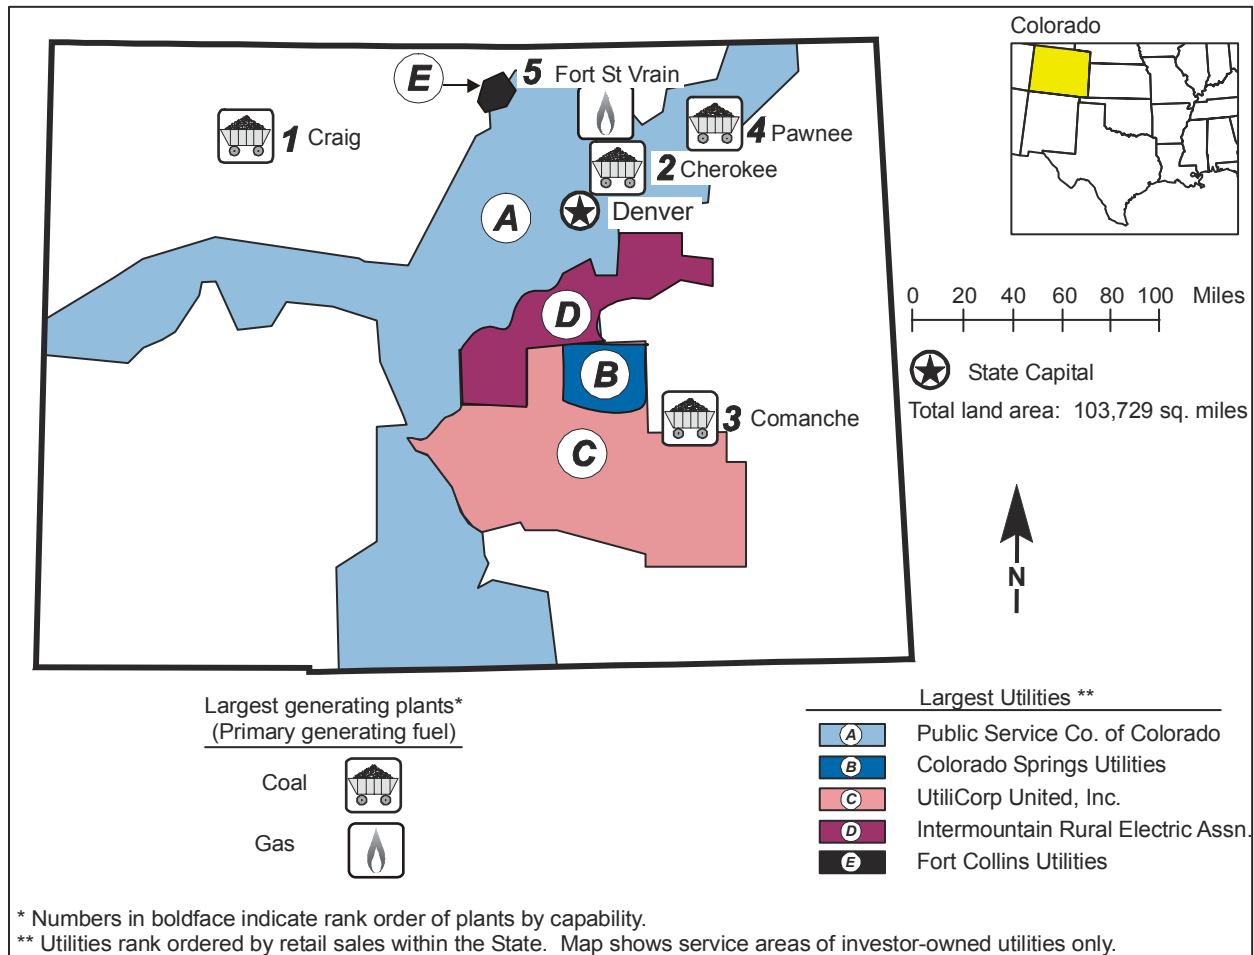 Colorado
E
5 Fort St Vrain
1 Craig
4 Pawnee
2 Cherokee
A
Denver
0 20 40 60 80 100 Miles
D
State Capital
B
Total land area: 103,729 sq. miles
3 Comanche
C
N
Largest generating plants*
(Primary generating fuel)
Coal
Gas
Largest Utilities **
A Public Service Co. of Colorado
B Colorado Springs Utilities
C UtiliCorp United, Inc.
D Intermountain Rural Electric Assn.
E Fort Collins Utilities
* Numbers in boldface indicate rank order of plants by capability.
** Utilities rank ordered by retail sales within the State. Map shows service areas of investor-owned utilities only.